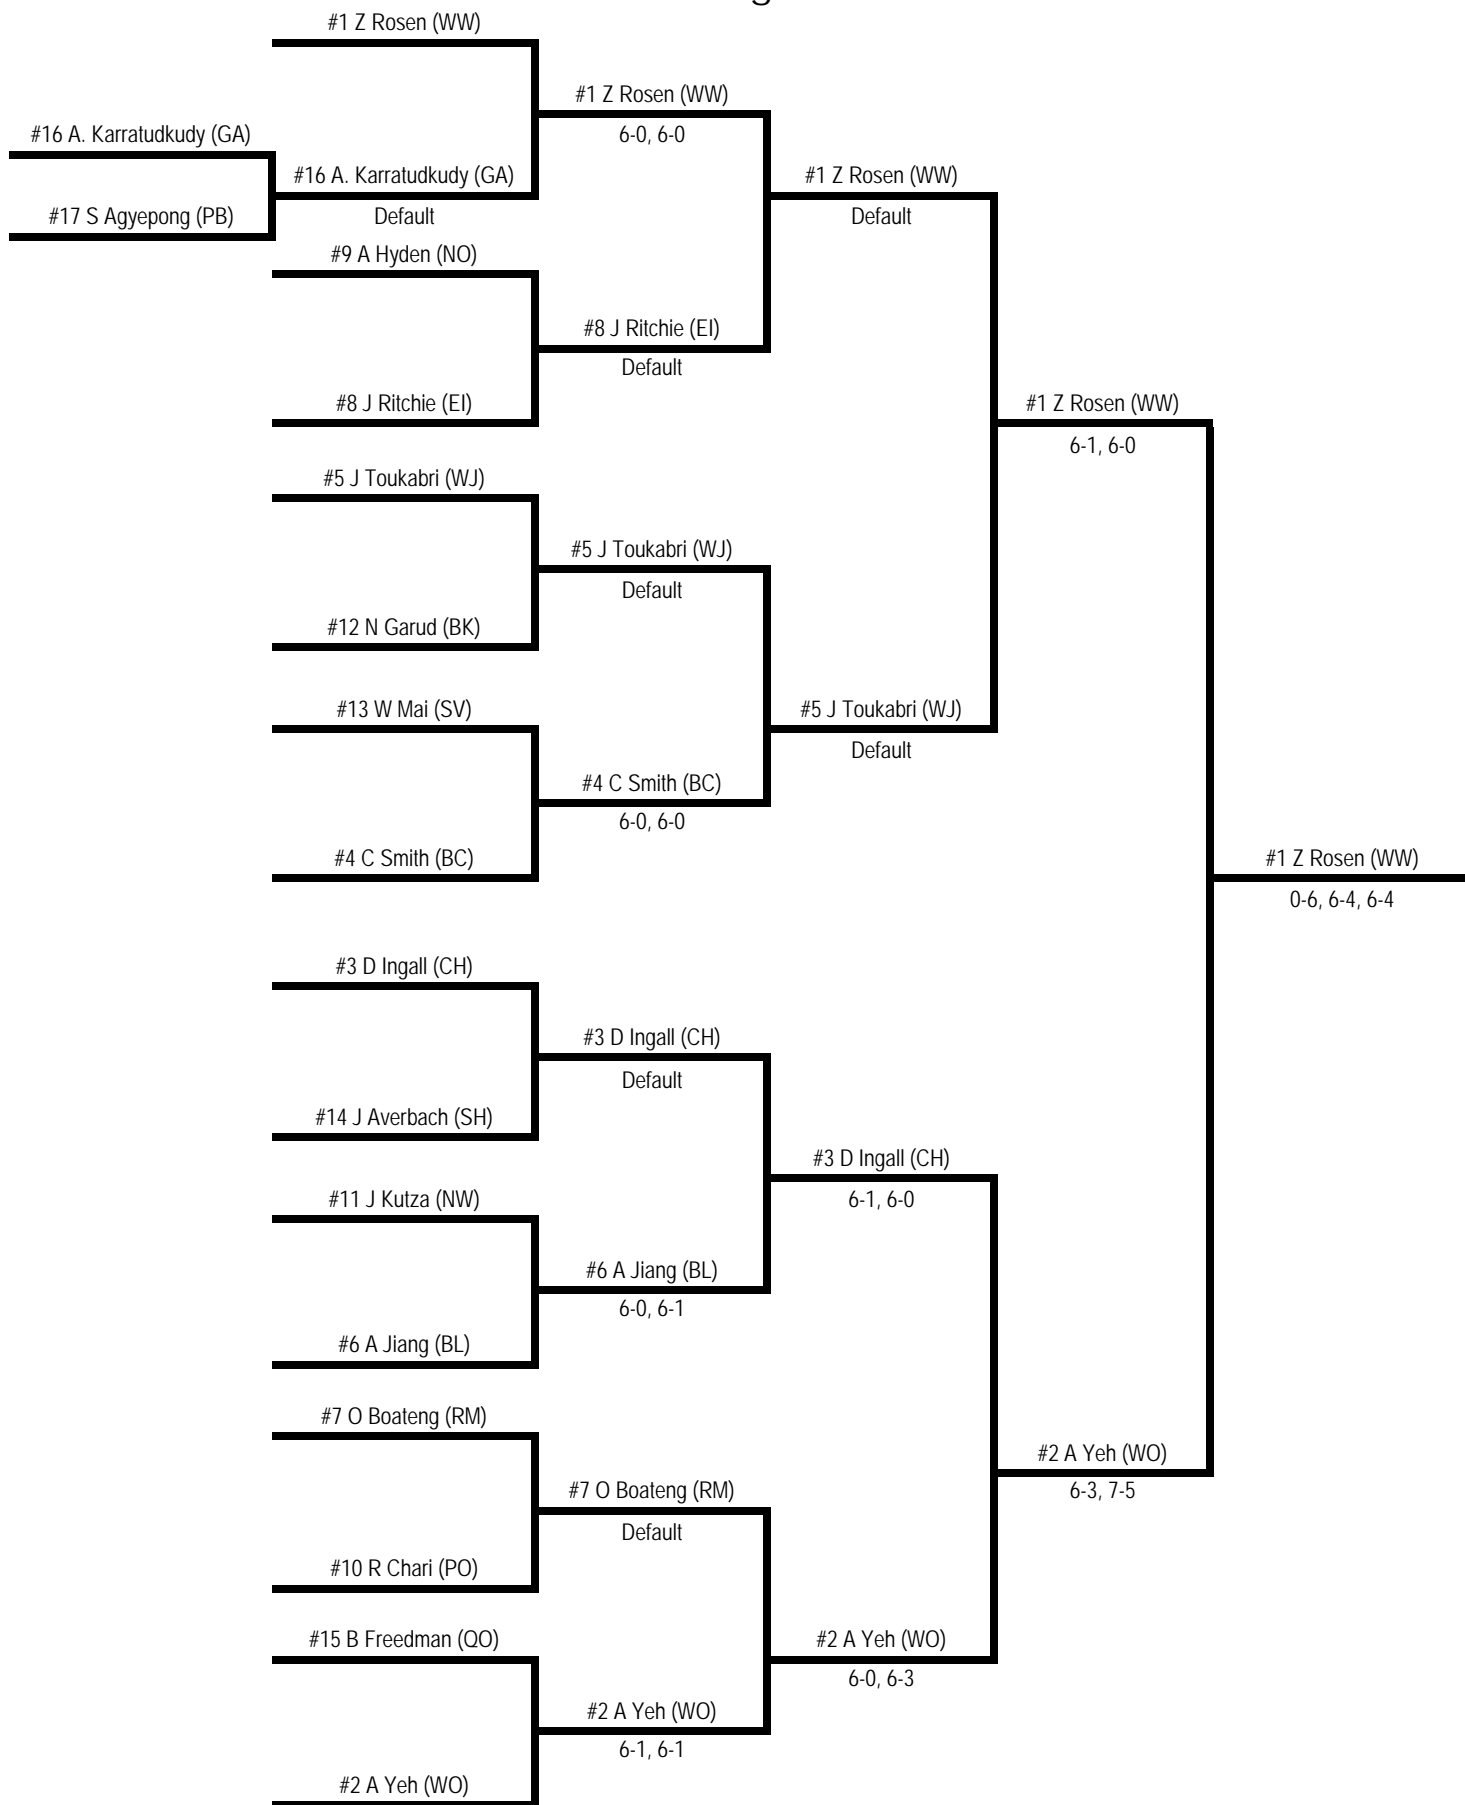 #1 Z Rosen (WW)
#1 Z Rosen (WW)
6-0, 6-0
#16 A. Karratudkudy (GA)
#16 A. Karratudkudy (GA)
Default
#17 S Agyepong (PB)
#1 Z Rosen (WW)
Default
#9 A Hyden (NO)
#8 J Ritchie (EI)
Default
#8 J Ritchie (EI)
#1 Z Rosen (WW)
6-1, 6-0
#5 J Toukabri (WJ)
#5 J Toukabri (WJ)
Default
#12 N Garud (BK)
#13 W Mai (SV)
#5 J Toukabri (WJ)
Default
#4 C Smith (BC)
6-0, 6-0
#4 C Smith (BC)
#1 Z Rosen (WW)
0-6, 6-4, 6-4
#3 D Ingall (CH)
#3 D Ingall (CH)
Default
#14 J Averbach (SH)
#3 D Ingall (CH)
6-1, 6-0
#11 J Kutza (NW)
#6 A Jiang (BL)
6-0, 6-1
#6 A Jiang (BL)
#7 O Boateng (RM)
#2 A Yeh (WO)
6-3, 7-5
#7 O Boateng (RM)
Default
#10 R Chari (PO)
#15 B Freedman (QO)
#2 A Yeh (WO)
6-0, 6-3
#2 A Yeh (WO)
6-1, 6-1
#2 A Yeh (WO)